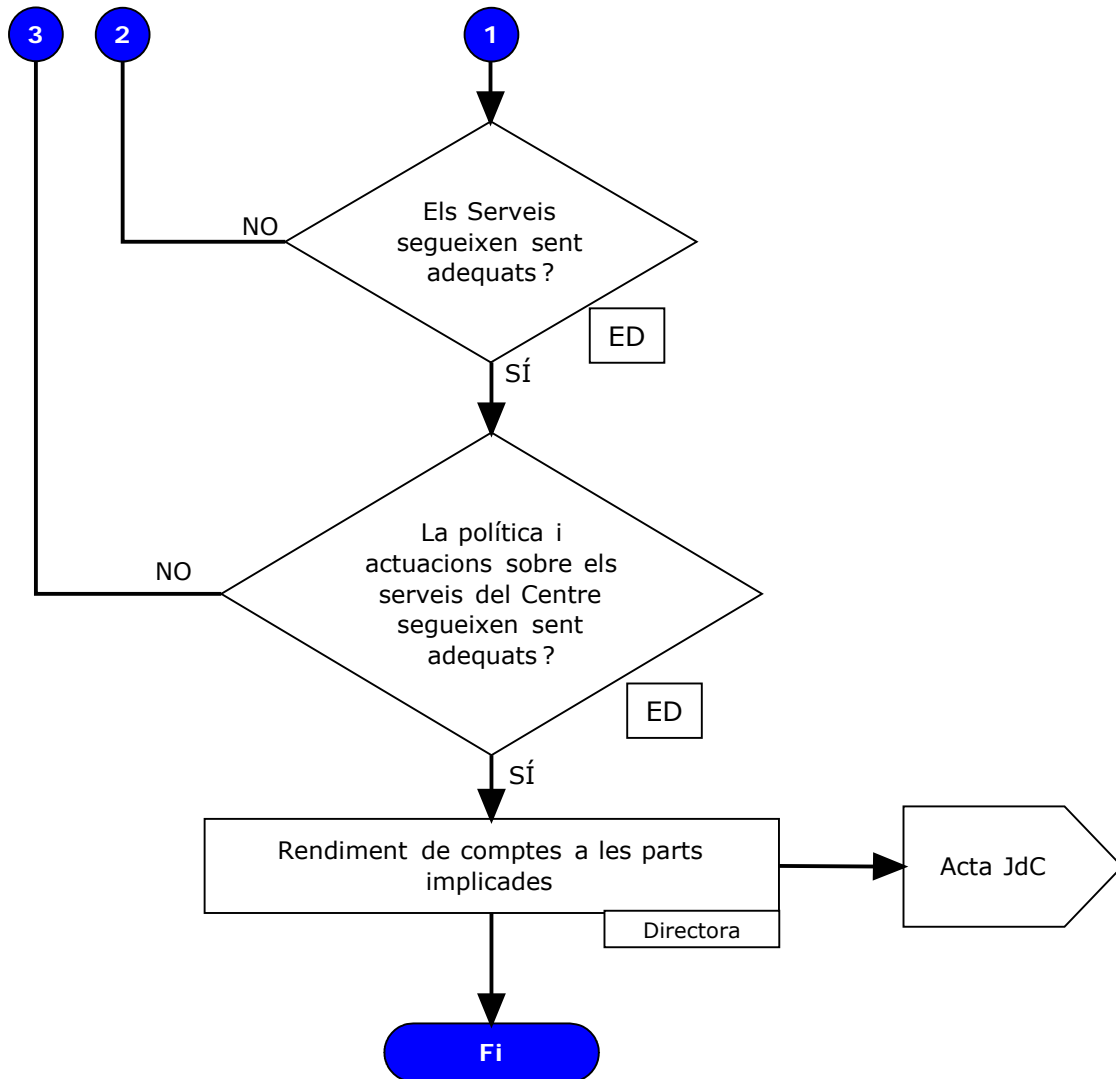 3
2
1
Els Serveis
segueixen sent
adequats ?
NO
ED
SÍ
La política i
actuacions sobre els
serveis del Centre
segueixen sent
adequats ?
NO
ED
SÍ
Rendiment de comptes a les parts
implicades
Acta JdC
Directora
Fi